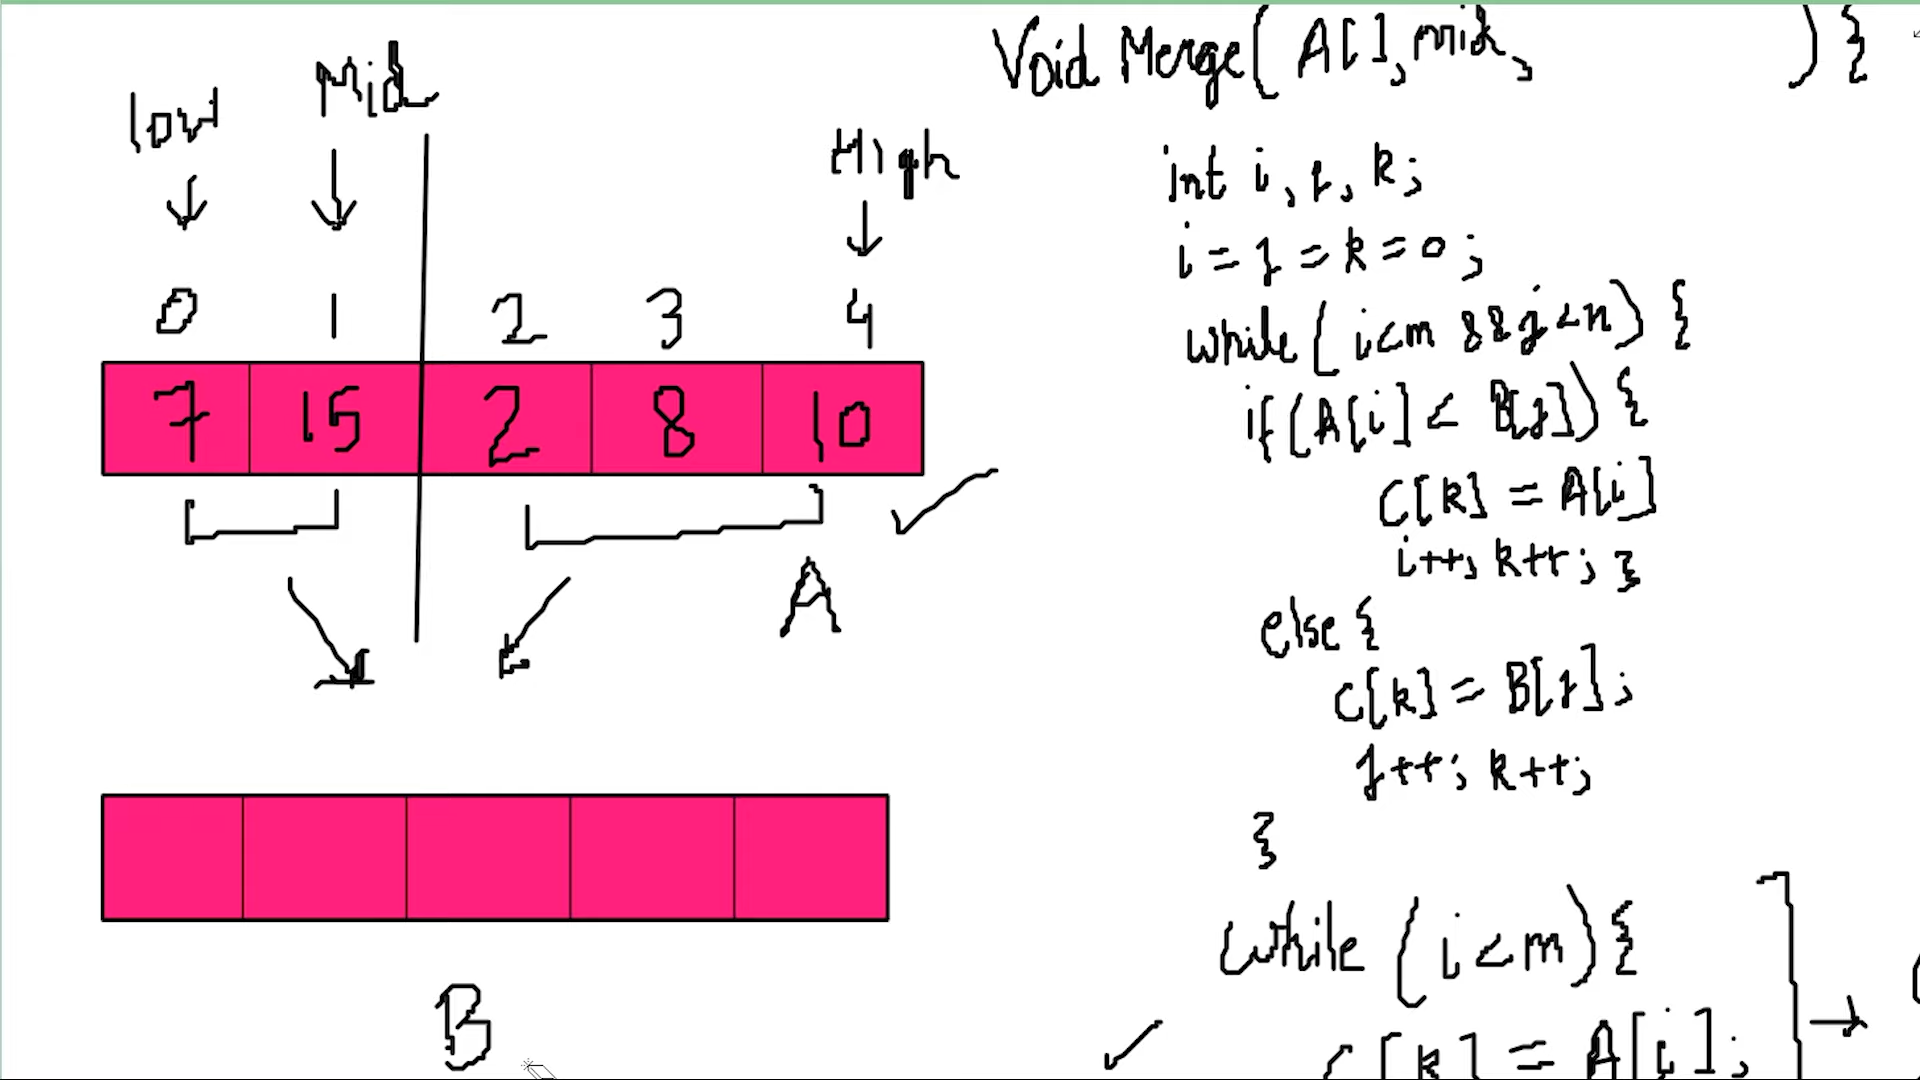 low
Mid
High
0 1 2 3 4
7 15 2 8 10
A
B
Void Merge( A[], mid, ) {
int i, j, k;
i = j = k = 0;
while ( i<m && j<n) {
if (A[i] < B[j]) {
C[k] = A[i]
i++; k++; }
else {
C[k] = B[j];
j++; k++;
}
while (i<m) {
C[k] = A[i];